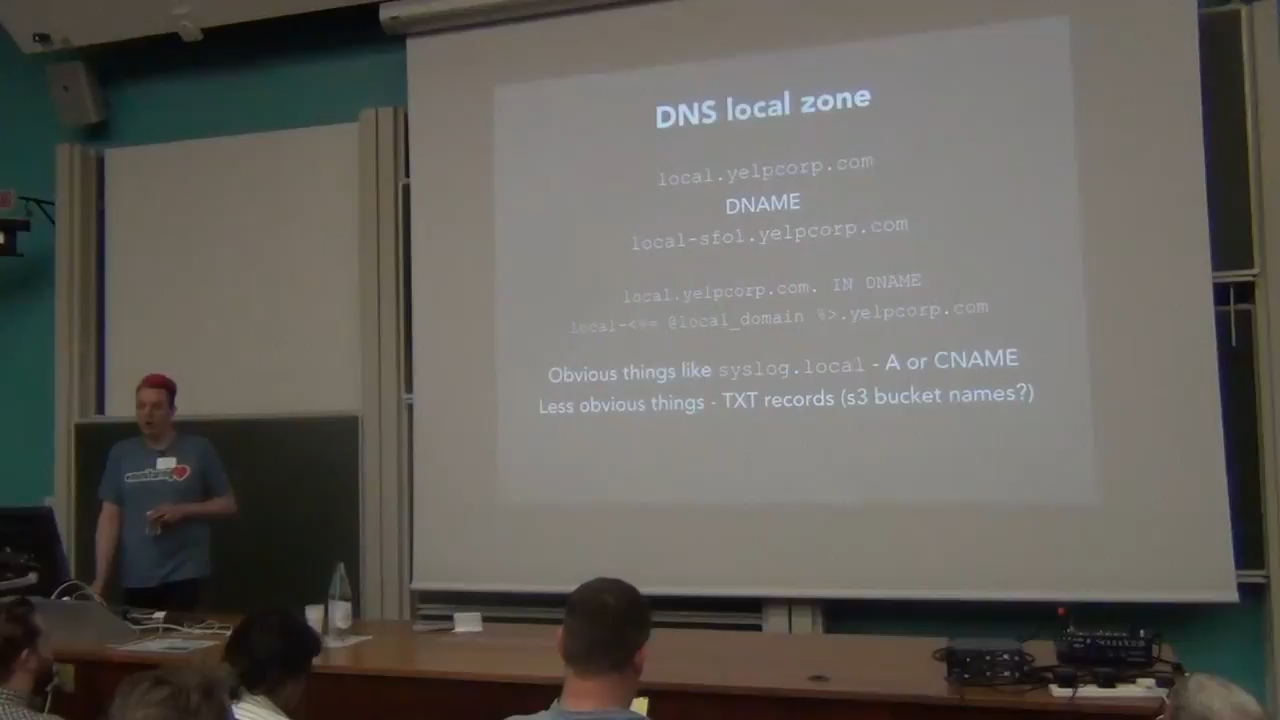 DNS local zone
local.yelpcorp.com
DNAME
local-sfo1.yelpcorp.com
local.yelpcorp.com. IN DNAME
local-<%= @local_domain %>.yelpcorp.com
Obvious things like syslog.local - A or CNAME
Less obvious things - TXT records (s3 bucket names?)